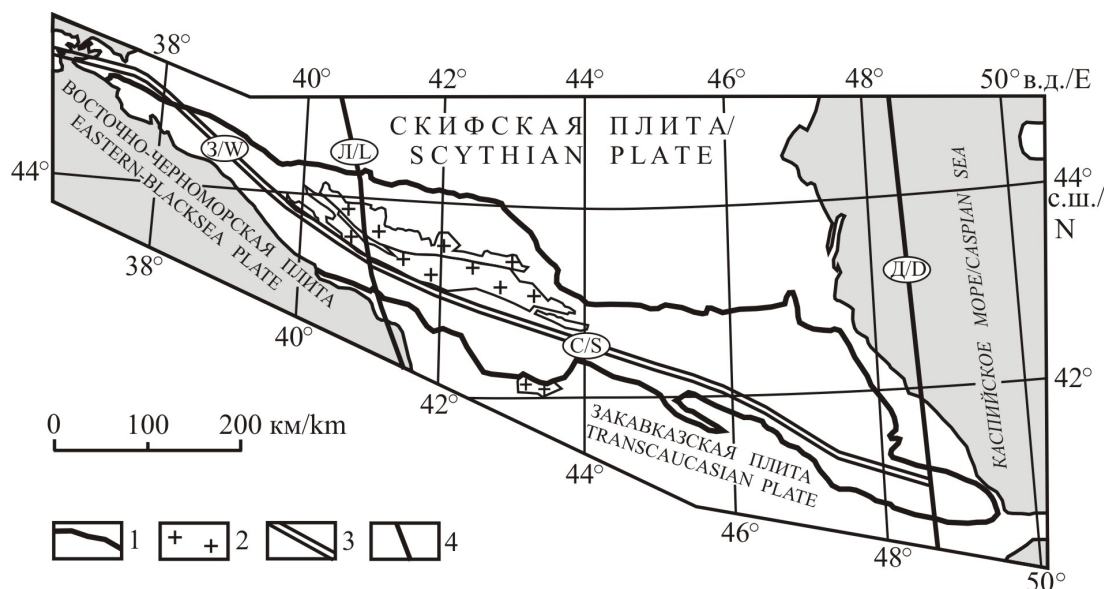 38°
40°
42°
44°
46°
48°
50° в.д./E
ВОСТОЧНО-ЧЕРНОМОРСКАЯ ПЛИТА
EASTERN-BLACKSEA PLATE
З/W
Л/L
СКИФСКАЯ ПЛИТА/
SCYTHIAN PLATE
44°
44°
с.ш./
N
Д/D
КАСПИЙСКОЕ МОРЕ/CASPIAN SEA
38°
40°
С/S
42°
42°
ЗАКАВКАЗСКАЯ ПЛИТА
TRANSCAUCASIAN PLATE
0 100 200 км/km
44°
46°
48°
50°
1 2 3 4